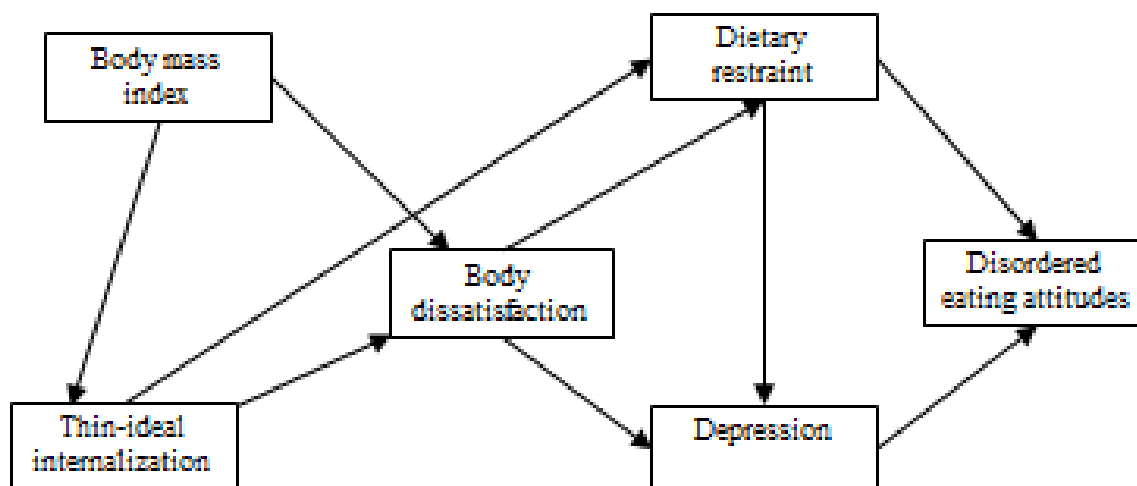 Body mass
index
Dietary
restraint
Body
dissatisfaction
Disordered
eating attitudes
Thin-ideal
internalization
Depression